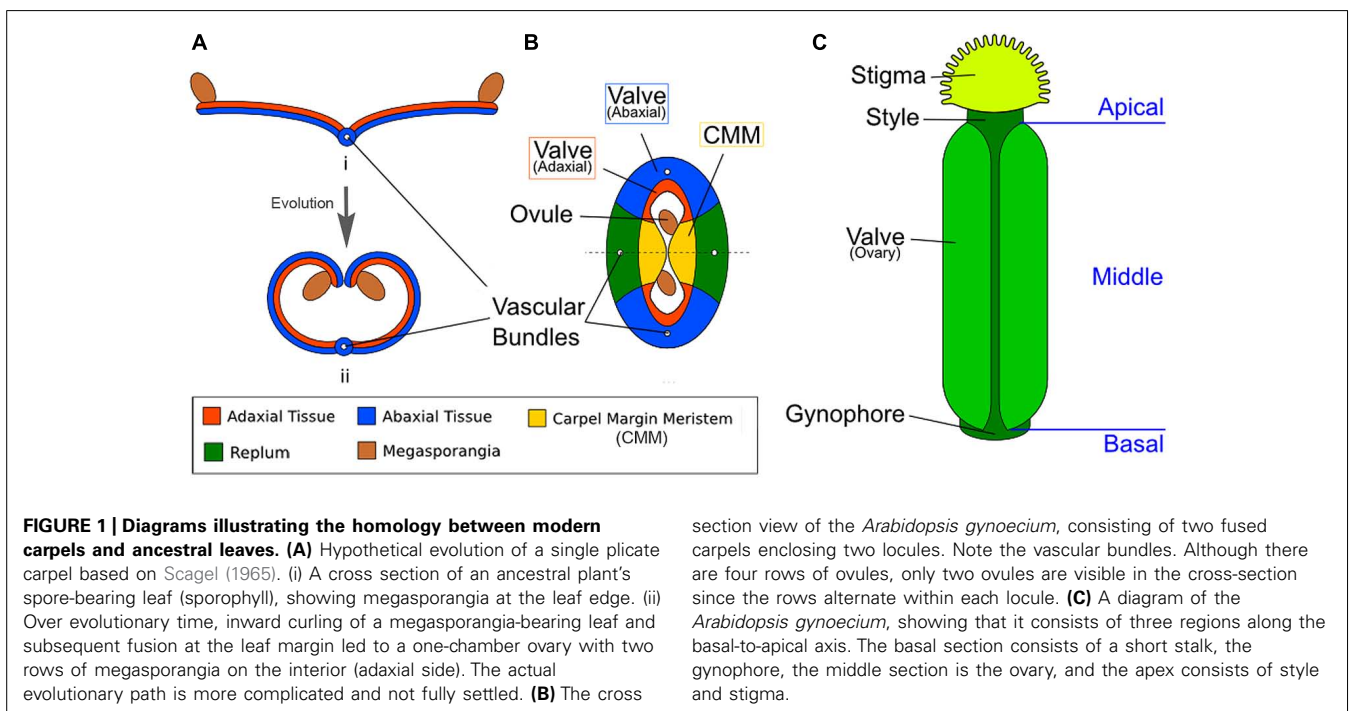 A
B
C
i
Evolution
ii
Valve
(Abaxial)
Valve
(Adaxial)
CMM
Ovule
Vascular
Bundles
...
Stigma
Style
Apical
Valve
(Ovary)
Middle
Gynophore
Basal
Adaxial Tissue
Abaxial Tissue
Carpel Margin Meristem
(CMM)
Replum
Megasporangia
FIGURE 1 | Diagrams illustrating the homology between modern
carpels and ancestral leaves. (A) Hypothetical evolution of a single plicate
carpel based on Scagel (1965). (i) A cross section of an ancestral plant's
spore-bearing leaf (sporophyll), showing megasporangia at the leaf edge. (ii)
Over evolutionary time, inward curling of a megasporangia-bearing leaf and
subsequent fusion at the leaf margin led to a one-chamber ovary with two
rows of megasporangia on the interior (adaxial side). The actual
evolutionary path is more complicated and not fully settled. (B) The cross
section view of the Arabidopsis gynoecium, consisting of two fused
carpels enclosing two locules. Note the vascular bundles. Although there
are four rows of ovules, only two ovules are visible in the cross-section
since the rows alternate within each locule. (C) A diagram of the
Arabidopsis gynoecium, showing that it consists of three regions along the
basal-to-apical axis. The basal section consists of a short stalk, the
gynophore, the middle section is the ovary, and the apex consists of style
and stigma.